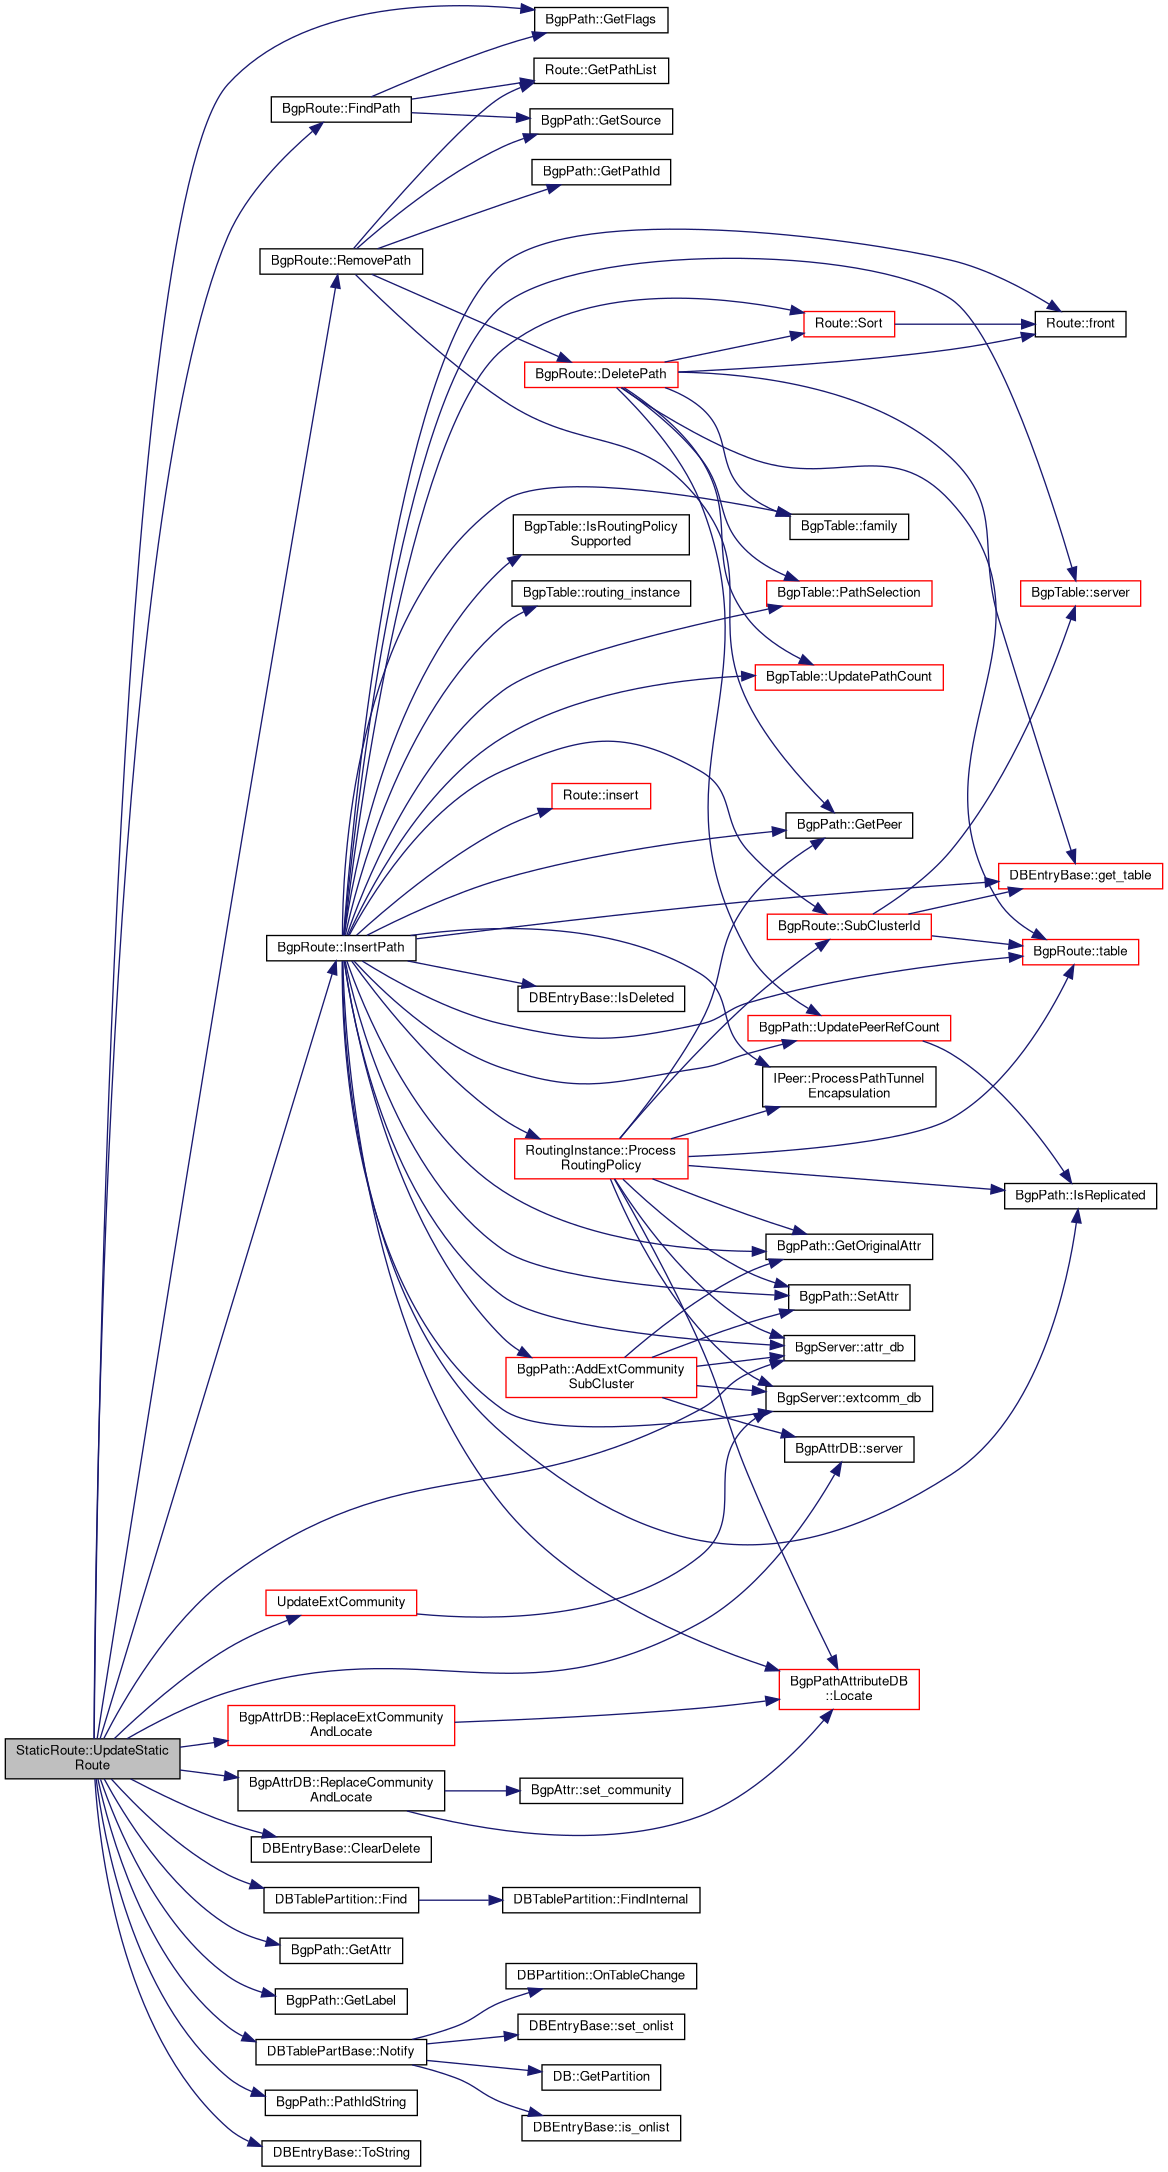 BgpPath::GetFlags
Route::GetPathList
BgpRoute::FindPath
BgpPath::GetSource
BgpPath::GetPathId
BgpRoute::RemovePath
Route::Sort
Route::front
BgpRoute::DeletePath
BgpTable::IsRoutingPolicy
Supported
BgpTable::family
BgpTable::routing_instance
BgpTable::PathSelection
BgpTable::server
BgpTable::UpdatePathCount
Route::insert
BgpPath::GetPeer
DBEntryBase::get_table
BgpRoute::SubClusterId
BgpRoute::InsertPath
BgpRoute::table
DBEntryBase::IsDeleted
BgpPath::UpdatePeerRefCount
IPeer::ProcessPathTunnel
Encapsulation
RoutingInstance::Process
RoutingPolicy
BgpPath::IsReplicated
BgpPath::GetOriginalAttr
BgpPath::SetAttr
BgpServer::attr_db
BgpPath::AddExtCommunity
SubCluster
BgpServer::extcomm_db
BgpAttrDB::server
UpdateExtCommunity
BgpPathAttributeDB
::Locate
BgpAttrDB::ReplaceExtCommunity
AndLocate
StaticRoute::UpdateStatic
Route
BgpAttrDB::ReplaceCommunity
AndLocate
BgpAttr::set_community
DBEntryBase::ClearDelete
DBTablePartition::Find
DBTablePartition::FindInternal
BgpPath::GetAttr
DBPartition::OnTableChange
BgpPath::GetLabel
DBEntryBase::set_onlist
DBTablePartBase::Notify
DB::GetPartition
BgpPath::PathIdString
DBEntryBase::is_onlist
DBEntryBase::ToString